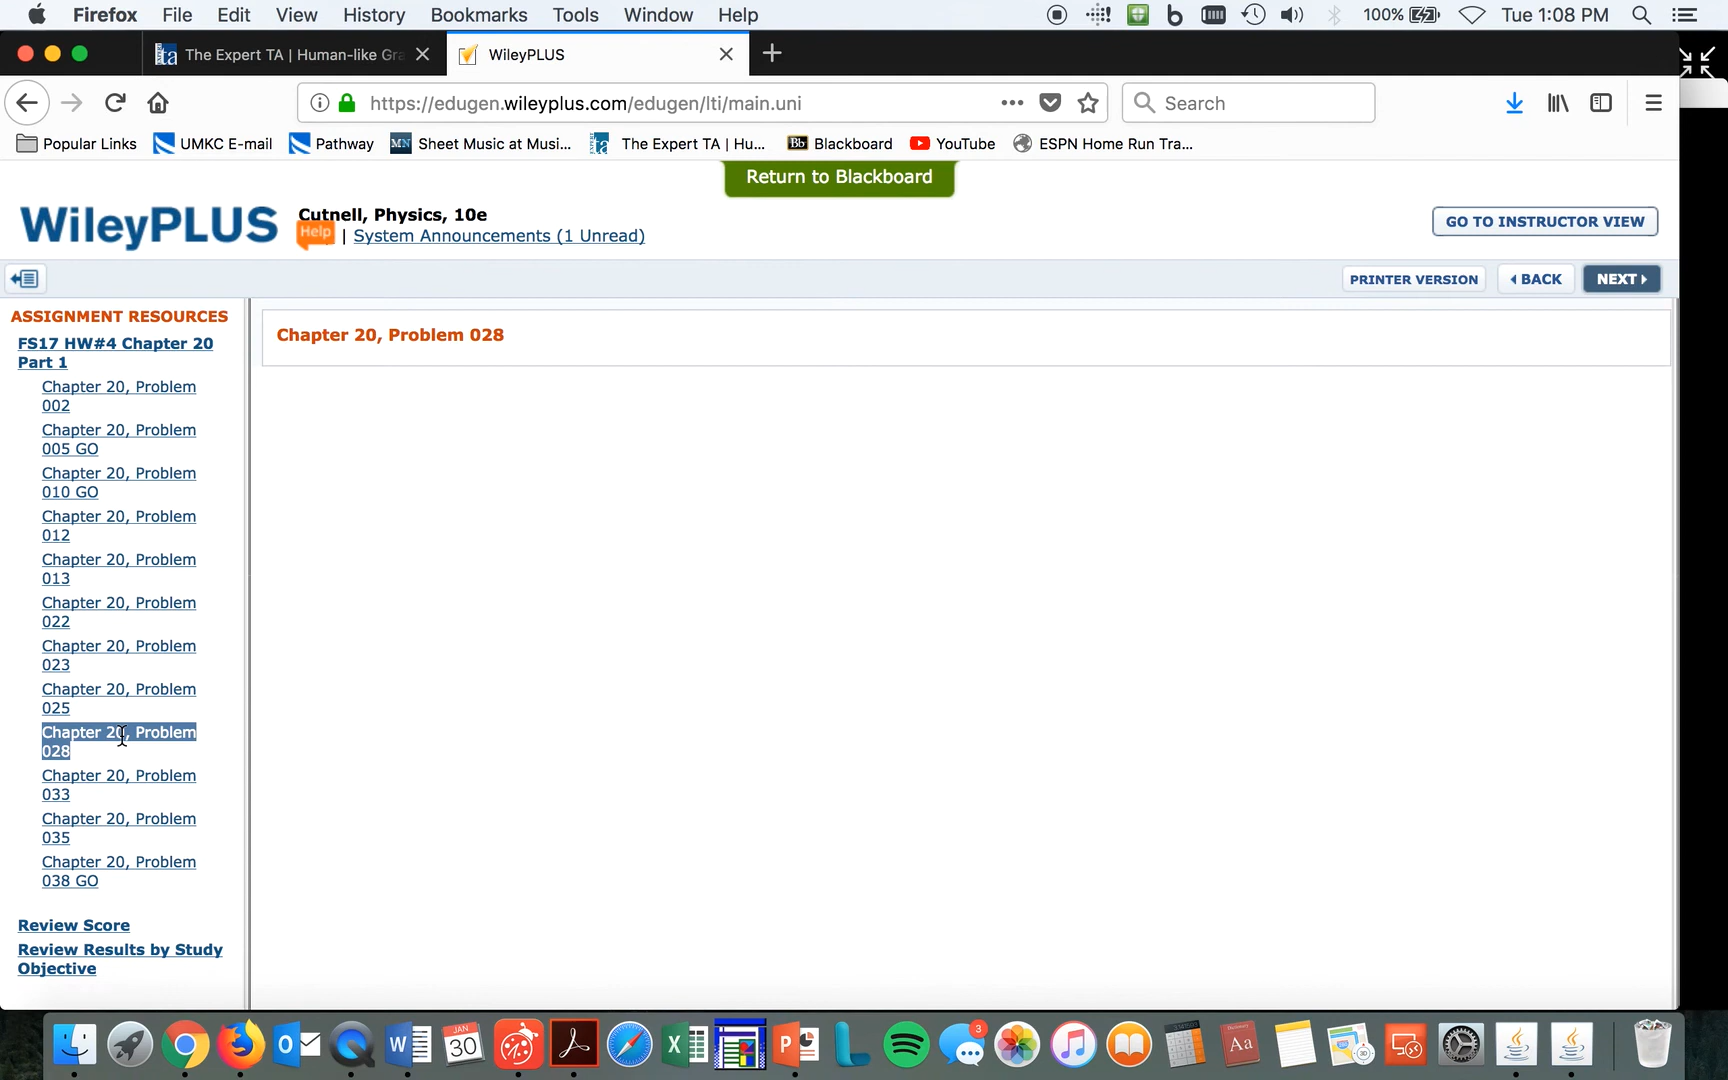 Firefox File Edit View History Bookmarks Tools Window Help 100% Tue 1:08 PM
The Expert TA | Human-like Gra WileyPLUS
https://edugen.wileyplus.com/edugen/lti/main.uni Search
Popular Links UMKC E-mail Pathway MN Sheet Music at Musi... The Expert TA | Hu... Bb Blackboard YouTube ESPN Home Run Tra...
Return to Blackboard
WileyPLUS
Cutnell, Physics, 10e
Help | System Announcements (1 Unread)
GO TO INSTRUCTOR VIEW
PRINTER VERSION BACK NEXT
ASSIGNMENT RESOURCES
FS17 HW#4 Chapter 20
Part 1
Chapter 20, Problem
002
Chapter 20, Problem
005 GO
Chapter 20, Problem
010 GO
Chapter 20, Problem
012
Chapter 20, Problem
013
Chapter 20, Problem
022
Chapter 20, Problem
023
Chapter 20, Problem
025
Chapter 20, Problem
028
Chapter 20, Problem
033
Chapter 20, Problem
035
Chapter 20, Problem
038 GO
Review Score
Review Results by Study
Objective
Chapter 20, Problem 028
JAN
30
3
Aa